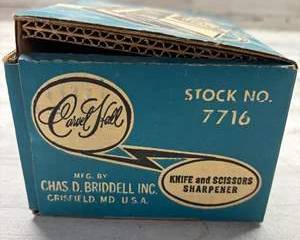 STOCK NO.
7716
Carvel Hall
MFG. BY
CHAS D. BRIDDELL INC.
CRISFIELD, MD. U.S.A.
KNIFE and SCISSORS
SHARPENER